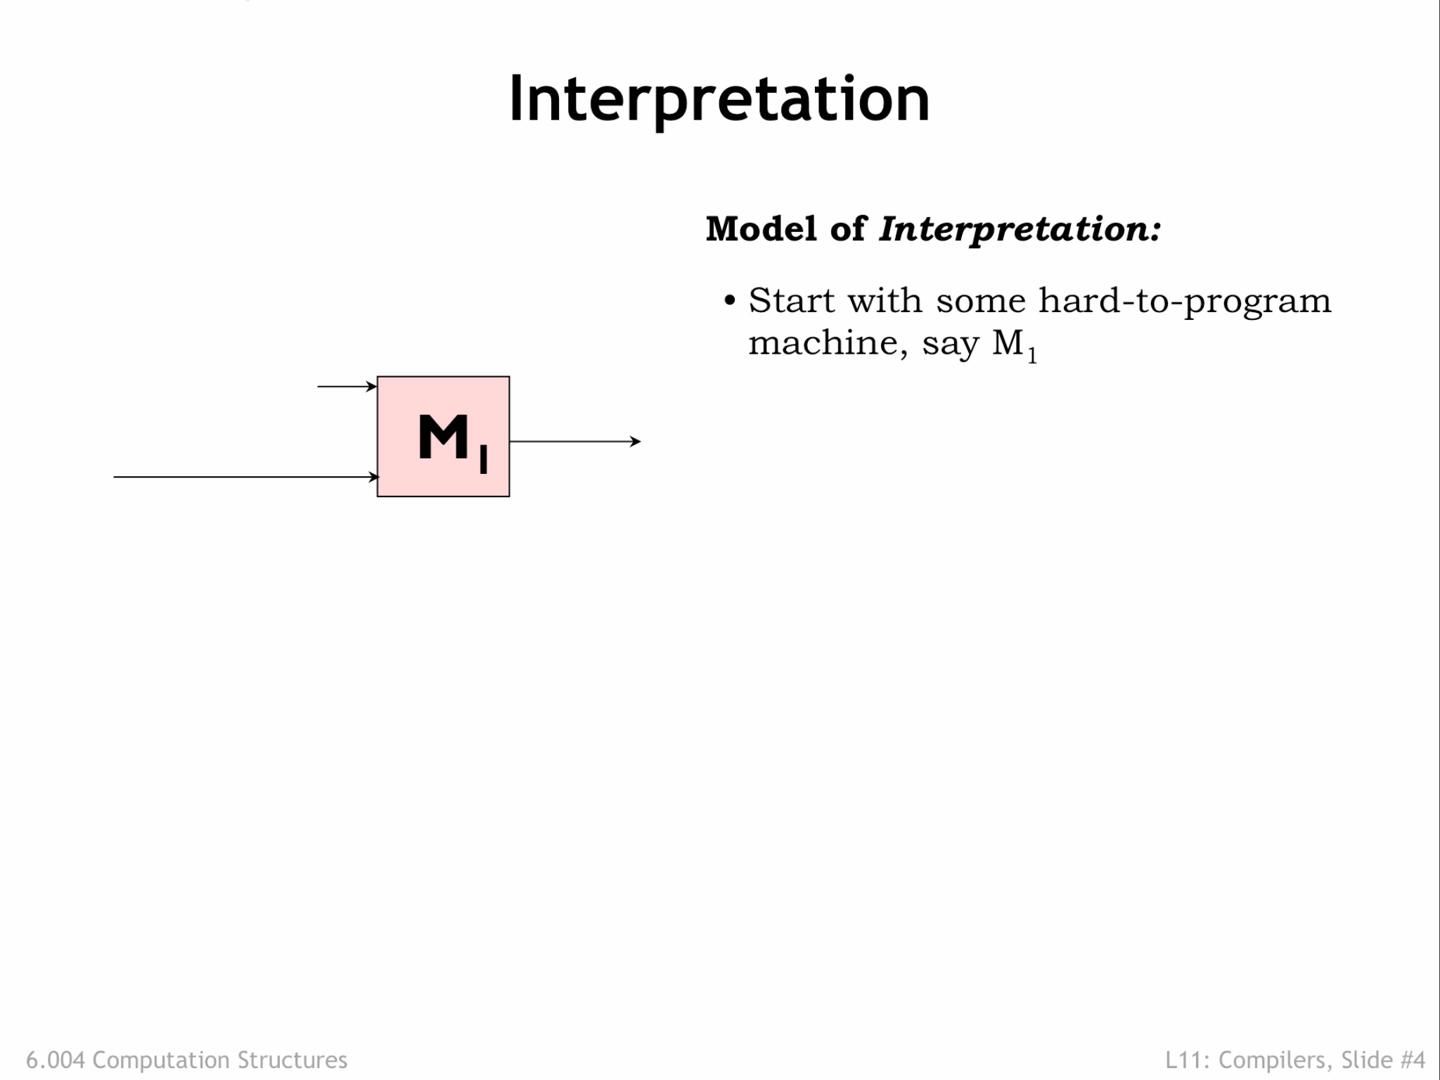 Interpretation
Model of Interpretation:
• Start with some hard-to-program
machine, say M₁
M₁
6.004 Computation Structures
L11: Compilers, Slide #4